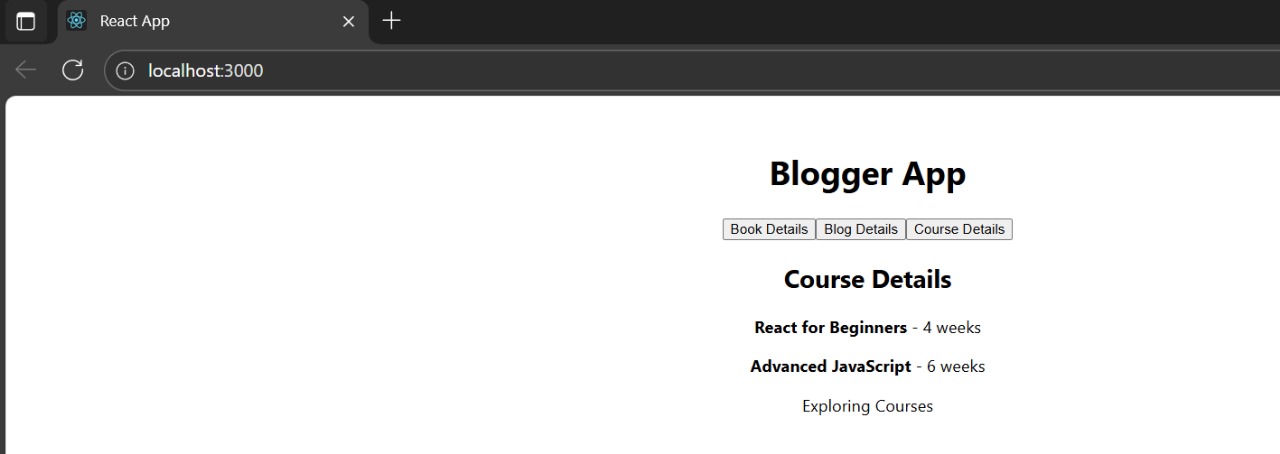 React App
localhost:3000
Blogger App
Book Details Blog Details Course Details
Course Details
React for Beginners - 4 weeks
Advanced JavaScript - 6 weeks
Exploring Courses